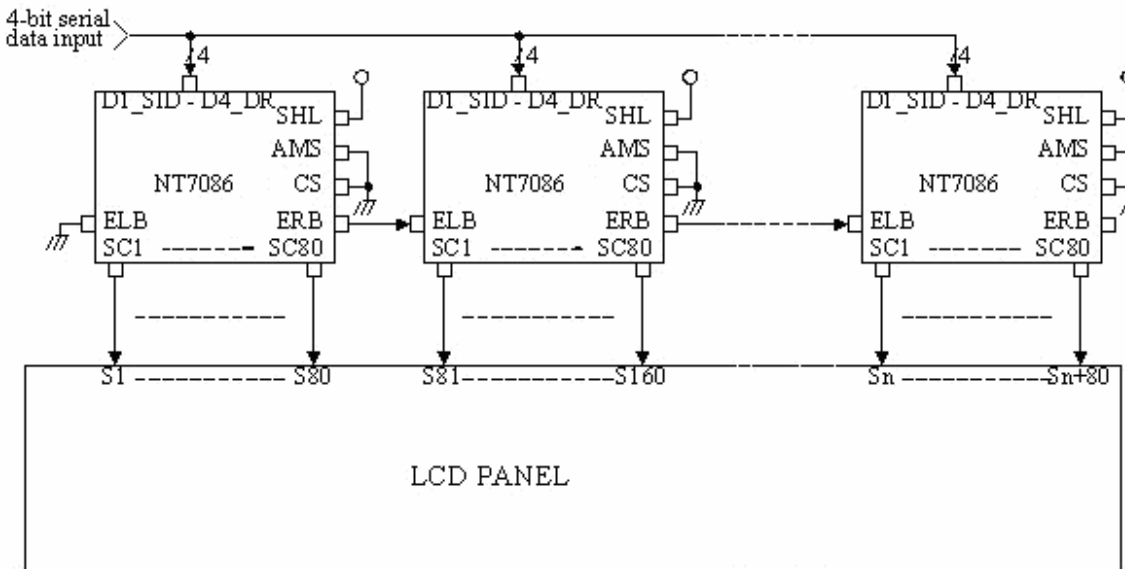 4-bit serial
data input
4 4 4
D1_SID - D4_DR D1_SID - D4_DR D1_SID - D4_DR
SHL SHL SHL
AMS AMS AMS
NT7086 CS NT7086 CS NT7086 CS
ELB ERB ELB ERB ELB ERB
SC1 SC80 SC1 SC80 SC1 SC80
S1 S80 S81 S160 Sn Sn+80
LCD PANEL